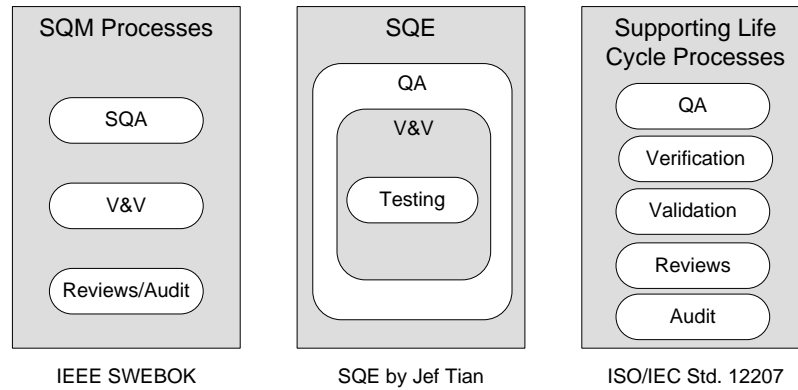 SQM Processes
SQA
V&V
Reviews/Audit
IEEE SWEBOK
SQE
QA
V&V
Testing
SQE by Jef Tian
Supporting Life
Cycle Processes
QA
Verification
Validation
Reviews
Audit
ISO/IEC Std. 12207